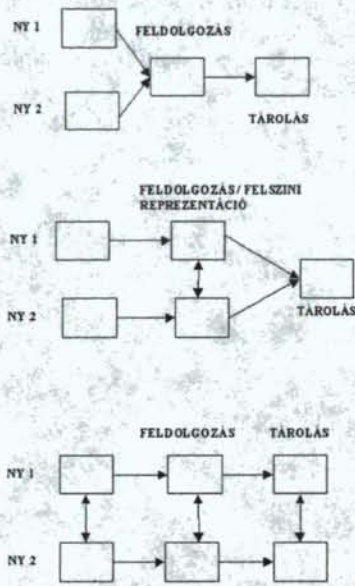 NY 1
FELDOLGOZÁS
NY 2
TÁROLÁS
FELDOLGOZÁS / FELSZINI
REPREZENTÁCIÓ
NY 1
NY 2
TÁROLÁS
FELDOLGOZÁS TÁROLÁS
NY 1
NY 2